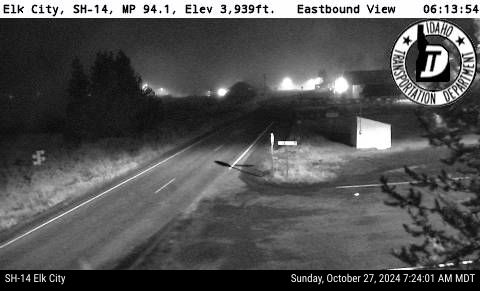 Elk City, SH-14, MP 94.1, Elev 3,939ft. Eastbound View 06:13:54
IDAHO
TRANSPORTATION DEPARTMENT
SH-14 Elk City Sunday, October 27, 2024 7:24:01 AM MDT